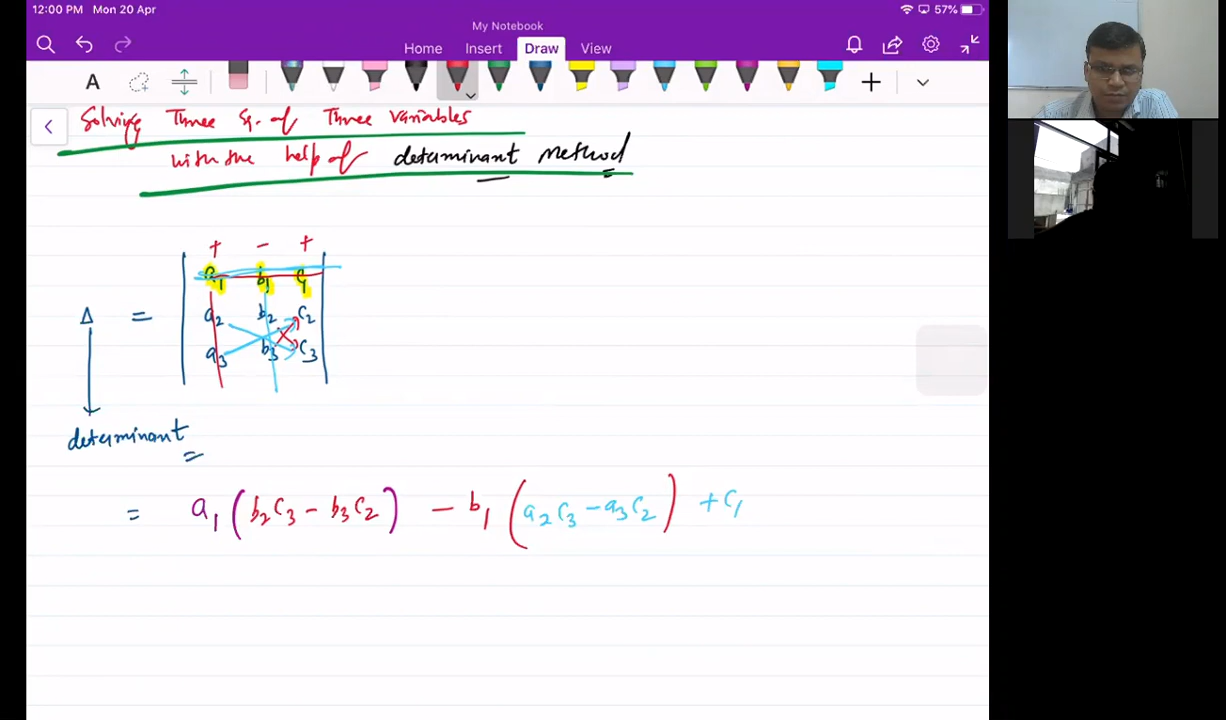 12:00 PM Mon 20 Apr
57%
My Notebook
Home Insert Draw View
A
Solving Three Eq. of Three Variables
with the help of determinant method
+ - +
a₁ b₁ c₁
Δ = a₂ b₂ c₂
a₃ b₃ c₃
determinant
= a₁ (b₂c₃ - b₃c₂) - b₁ (a₂c₃ - a₃c₂) + c₁